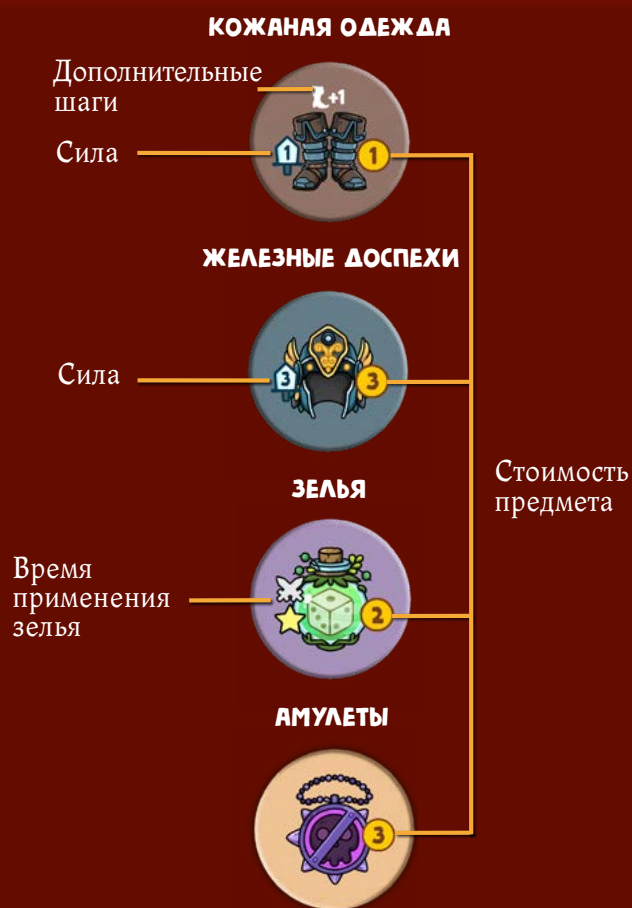 КОЖАНАЯ ОДЕЖДА
Дополнительные
шаги
+1
Сила
1
1
ЖЕЛЕЗНЫЕ ДОСПЕХИ
Сила
3
3
ЗЕЛЬЯ
Стоимость
предмета
Время
применения
зелья
2
АМУЛЕТЫ
3